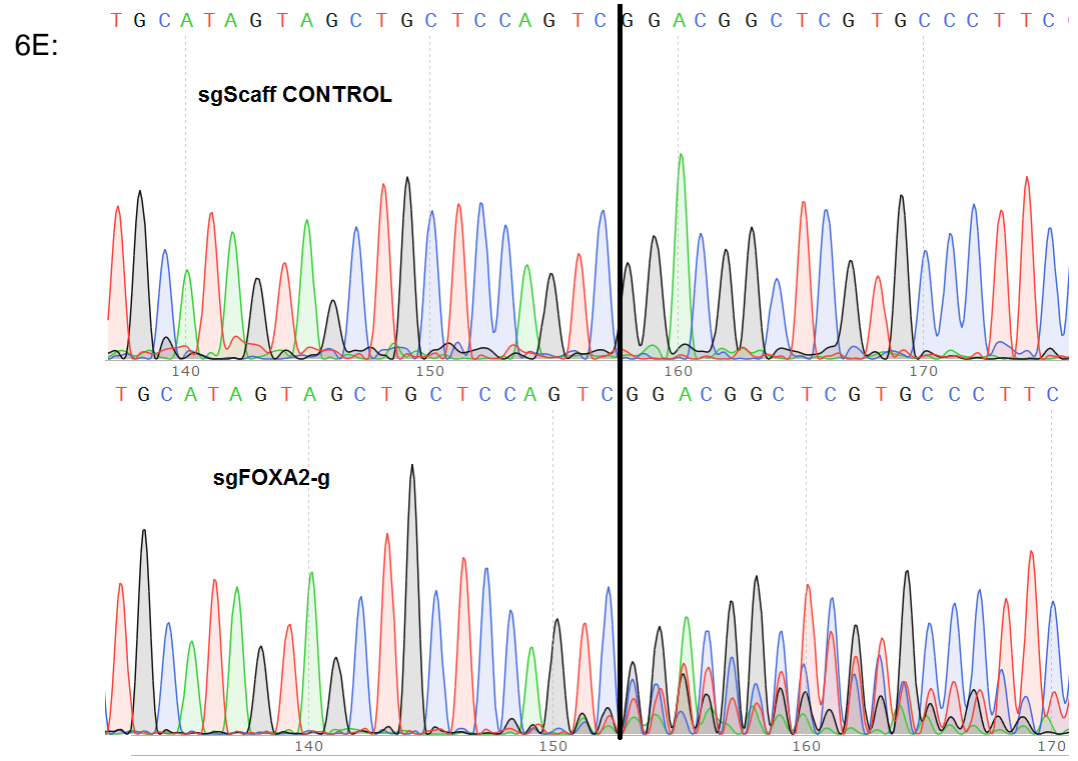 T G C A T A G T A G C T G C T C C A G T C G G A C G G C T C G T G C C C T T C
6E:
sgScaff CONTROL
140 150 160 170
T G C A T A G T A G C T G C T C C A G T C G G A C G G C T C G T G C C C T T C
sgFOXA2-g
140 150 160 170